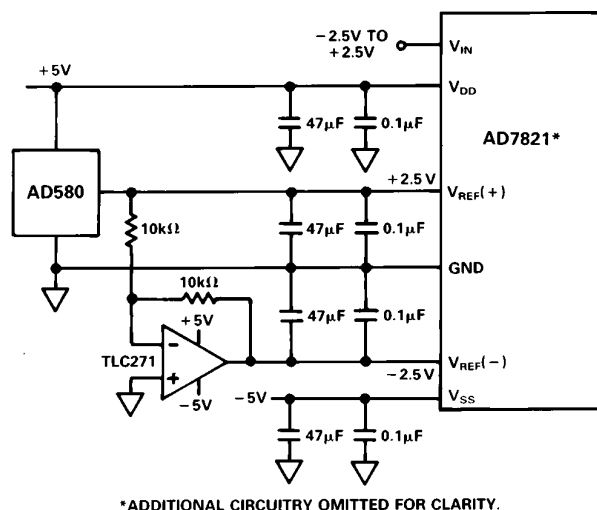 −2.5V TO
+2.5V
V_IN
+5V
V_DD
47µF
0.1µF
AD7821*
AD580
+2.5V
V_REF(+)
10kΩ
47µF
0.1µF
GND
10kΩ
+5V
47µF
0.1µF
TLC271
−
+
−5V
V_REF(−)
−2.5V
−5V
V_SS
47µF
0.1µF
*ADDITIONAL CIRCUITRY OMITTED FOR CLARITY.